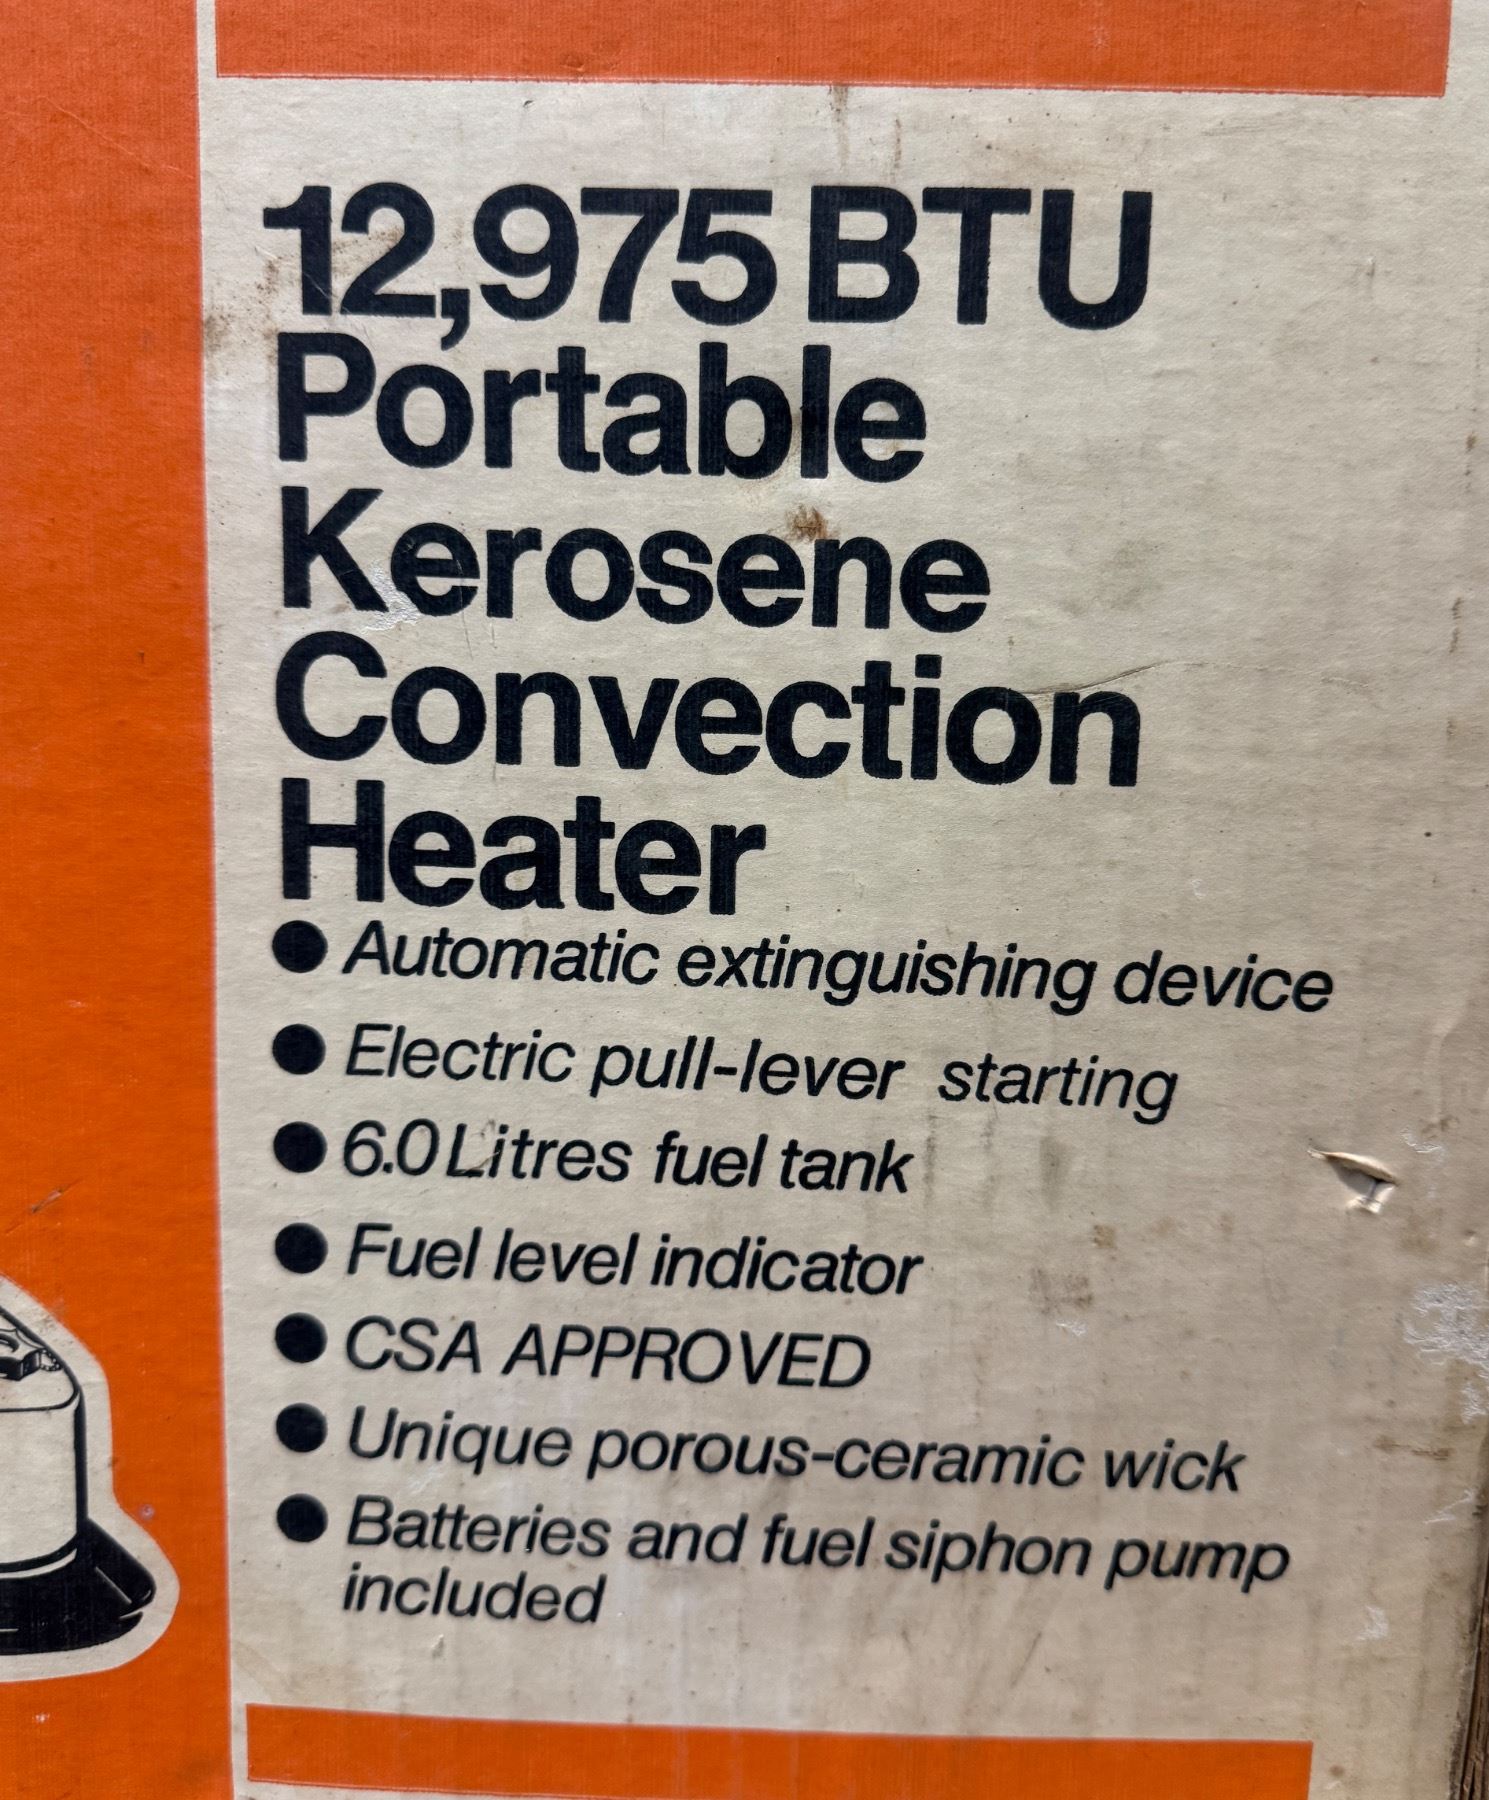 12,975 BTU
Portable
Kerosene
Convection
Heater
● Automatic extinguishing device
● Electric pull-lever starting
● 6.0 Litres fuel tank
● Fuel level indicator
● CSA APPROVED
● Unique porous-ceramic wick
● Batteries and fuel siphon pump
included